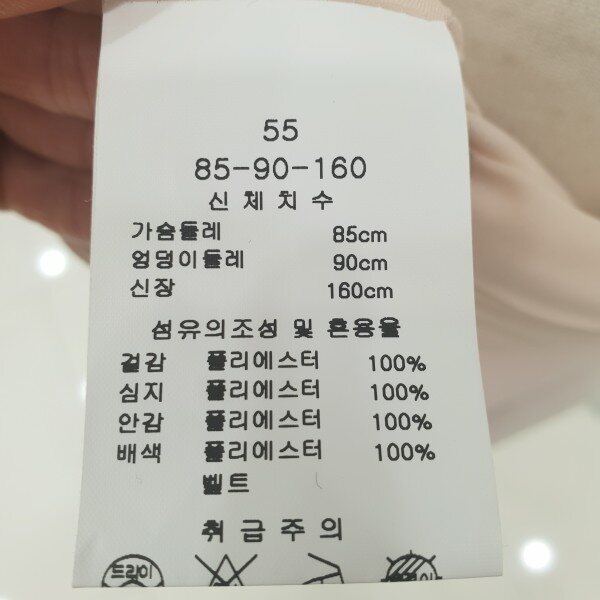 55
85-90-160
신체치수
가슴둘레 85cm
엉덩이둘레 90cm
신장 160cm
섬유의조성 및 혼용율
겉감 폴리에스터 100%
심지 폴리에스터 100%
안감 폴리에스터 100%
배색 폴리에스터 100%
벨트
취급주의
드라이